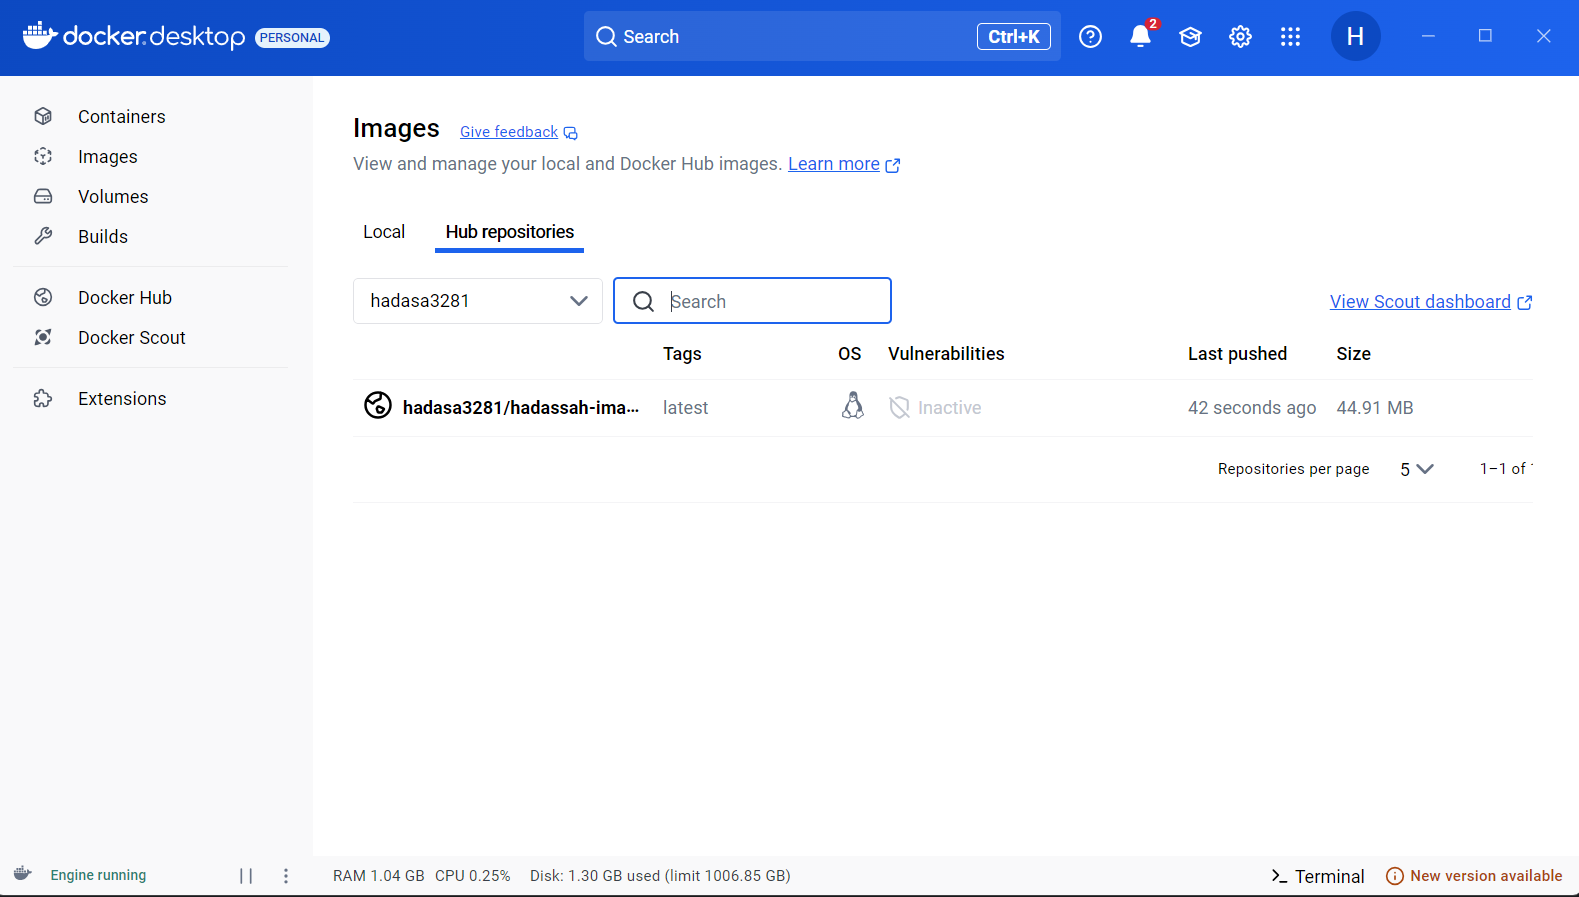 docker.desktop PERSONAL Search Ctrl+K 2 H
Containers
Images
Volumes
Builds
Docker Hub
Docker Scout
Extensions
Images Give feedback
View and manage your local and Docker Hub images. Learn more
Local Hub repositories
hadasa3281 Search View Scout dashboard
Tags OS Vulnerabilities Last pushed Size
hadasa3281/hadassah-ima... latest Inactive 42 seconds ago 44.91 MB
Repositories per page 5 1–1 of
Engine running RAM 1.04 GB CPU 0.25% Disk: 1.30 GB used (limit 1006.85 GB) Terminal New version available